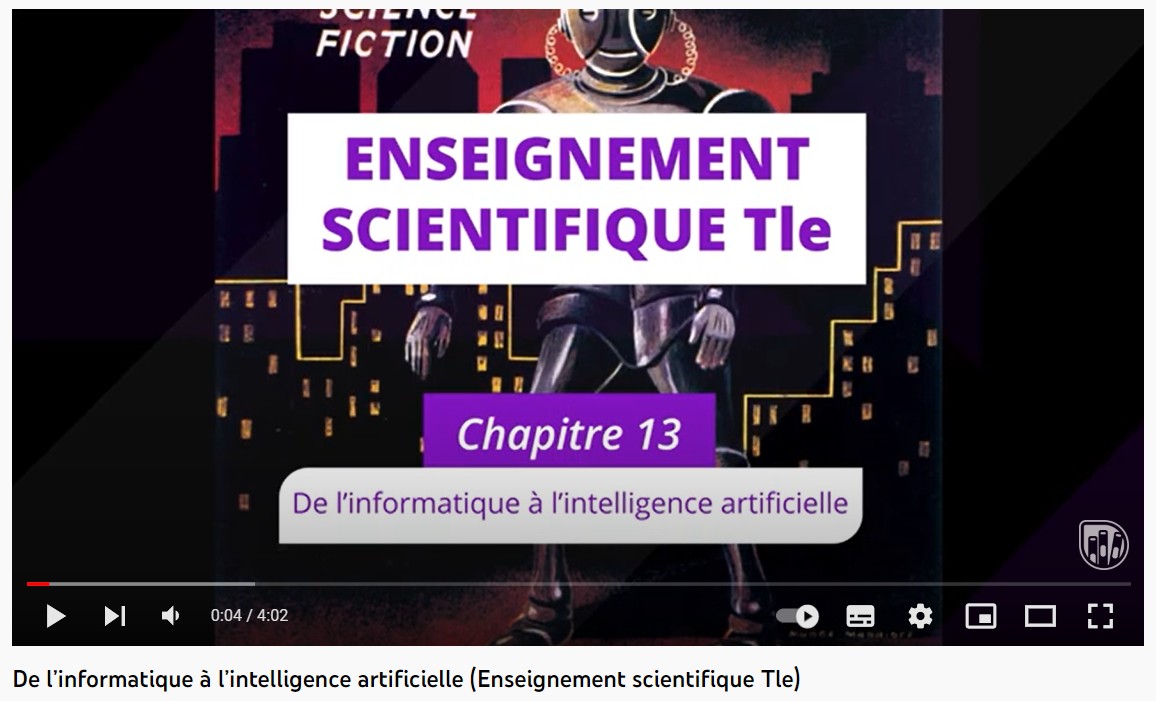 SCIENCE
FICTION
ENSEIGNEMENT
SCIENTIFIQUE Tle
Chapitre 13
De l’informatique à l’intelligence artificielle
0:04 / 4:02
De l’informatique à l’intelligence artificielle (Enseignement scientifique Tle)